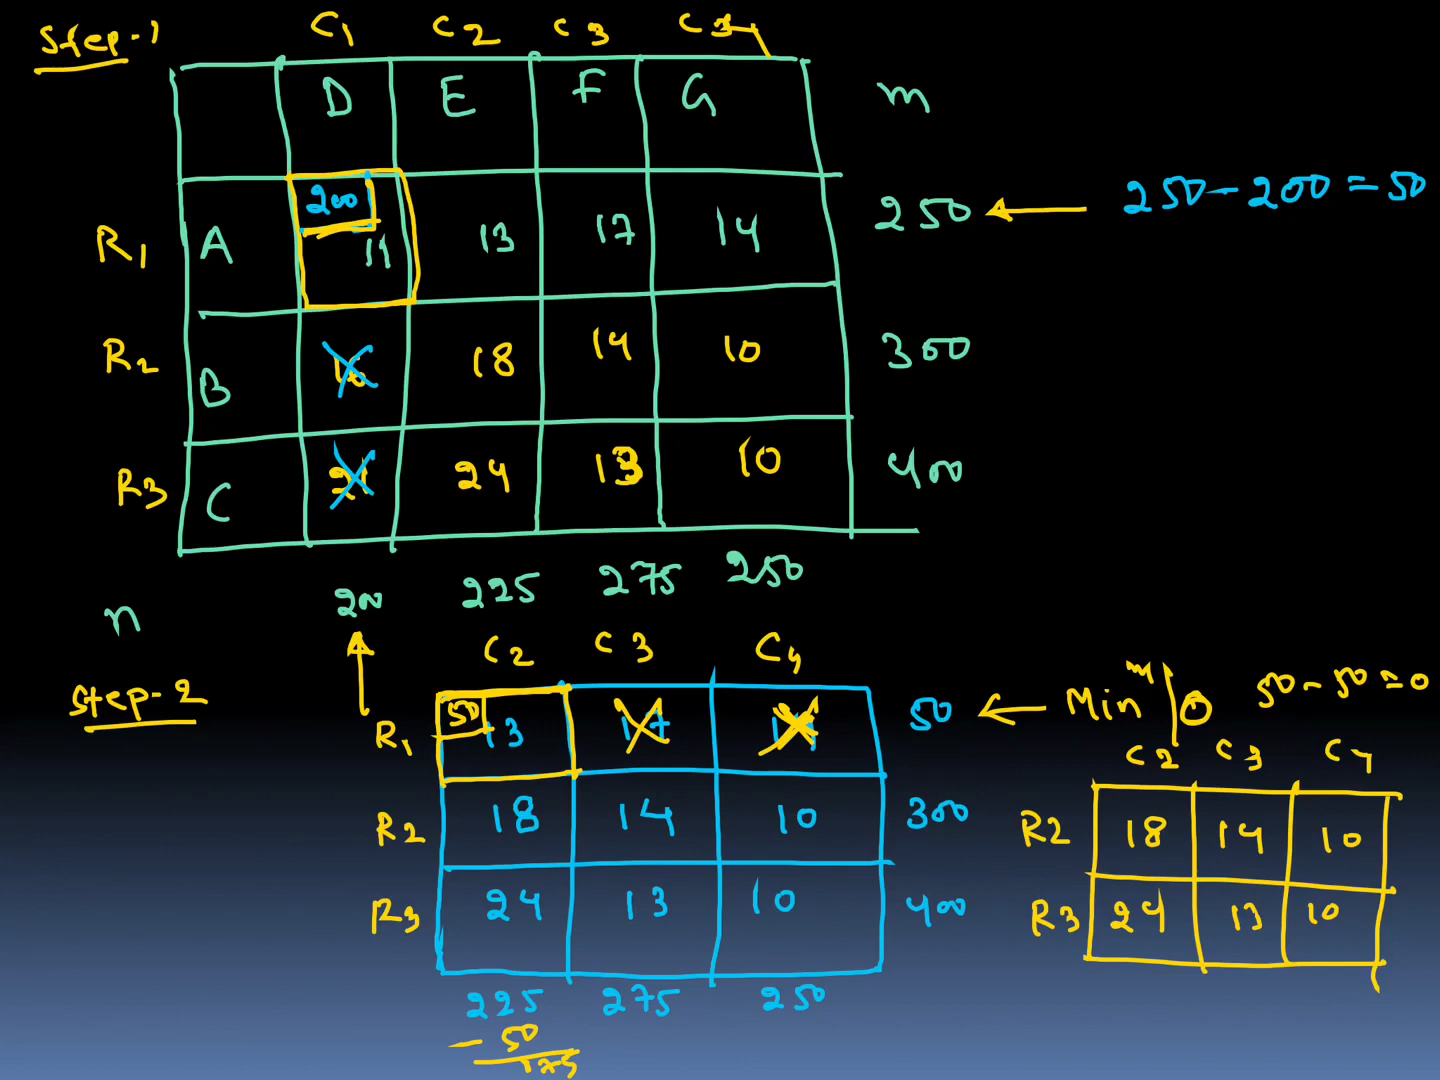 Step-1
C1 C2 C3 C4
D E F G m
200
R1 A 11 13 17 14 250 ← 250-200=50
R2 B 16 18 14 10 300
R3 C 21 24 13 10 400
n 200 225 275 250
Step-2
C2 C3 C4
R1 50 13 17 50 ← Min 0 50-50=0
R2 18 14 10 300
R3 24 13 10 400
225 275 250
-50
175
C2 C3 C4
R2 18 14 10
R3 24 13 10